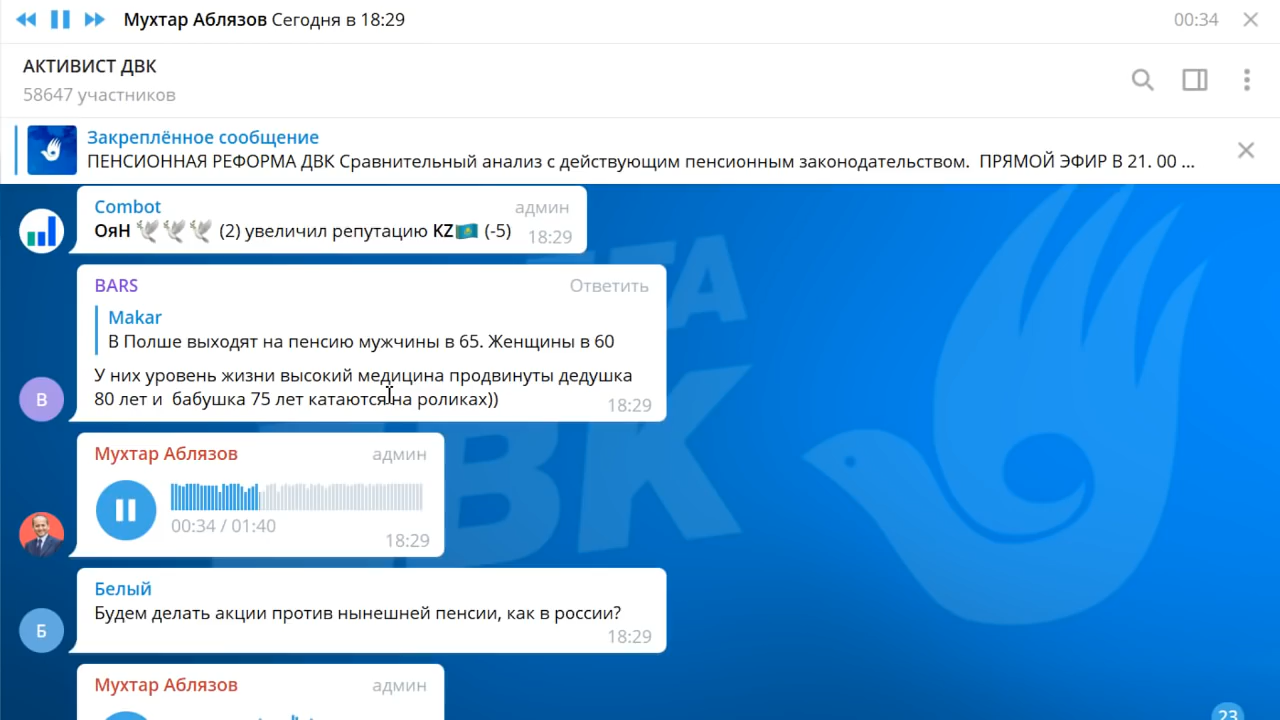 Мухтар Аблязов Сегодня в 18:29
00:34
АКТИВИСТ ДВК
58647 участников
Закреплённое сообщение
ПЕНСИОННАЯ РЕФОРМА ДВК Сравнительный анализ с действующим пенсионным законодательством. ПРЯМОЙ ЭФИР В 21. 00 ...
Combot
админ
ОяН 🕊🕊🕊 (2) увеличил репутацию KZ🇰🇿 (-5)
18:29
BARS
Ответить
Makar
В Полше выходят на пенсию мужчины в 65. Женщины в 60
У них уровень жизни высокий медицина продвинуты дедушка
80 лет и бабушка 75 лет катаются на роликах))
18:29
В
Мухтар Аблязов
админ
00:34 / 01:40
18:29
Белый
Будем делать акции против нынешней пенсии, как в россии?
18:29
Б
Мухтар Аблязов
админ
23
ДВК